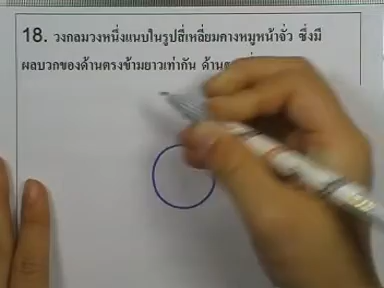 18. วงกลมวงหนึ่งแนบในรูปสี่เหลี่ยมคางหมูหน้าจั่ว ซึ่งมี
ผลบวกของด้านตรงข้ามยาวเท่ากัน